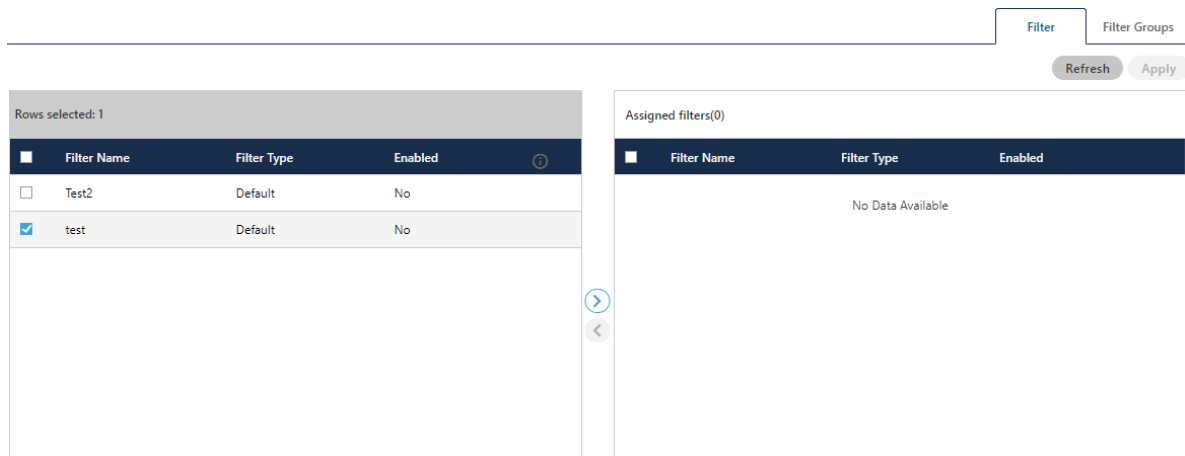 Filter Filter Groups
Refresh Apply
Rows selected: 1
Filter Name Filter Type Enabled
Test2 Default No
test Default No
Assigned filters(0)
Filter Name Filter Type Enabled
No Data Available